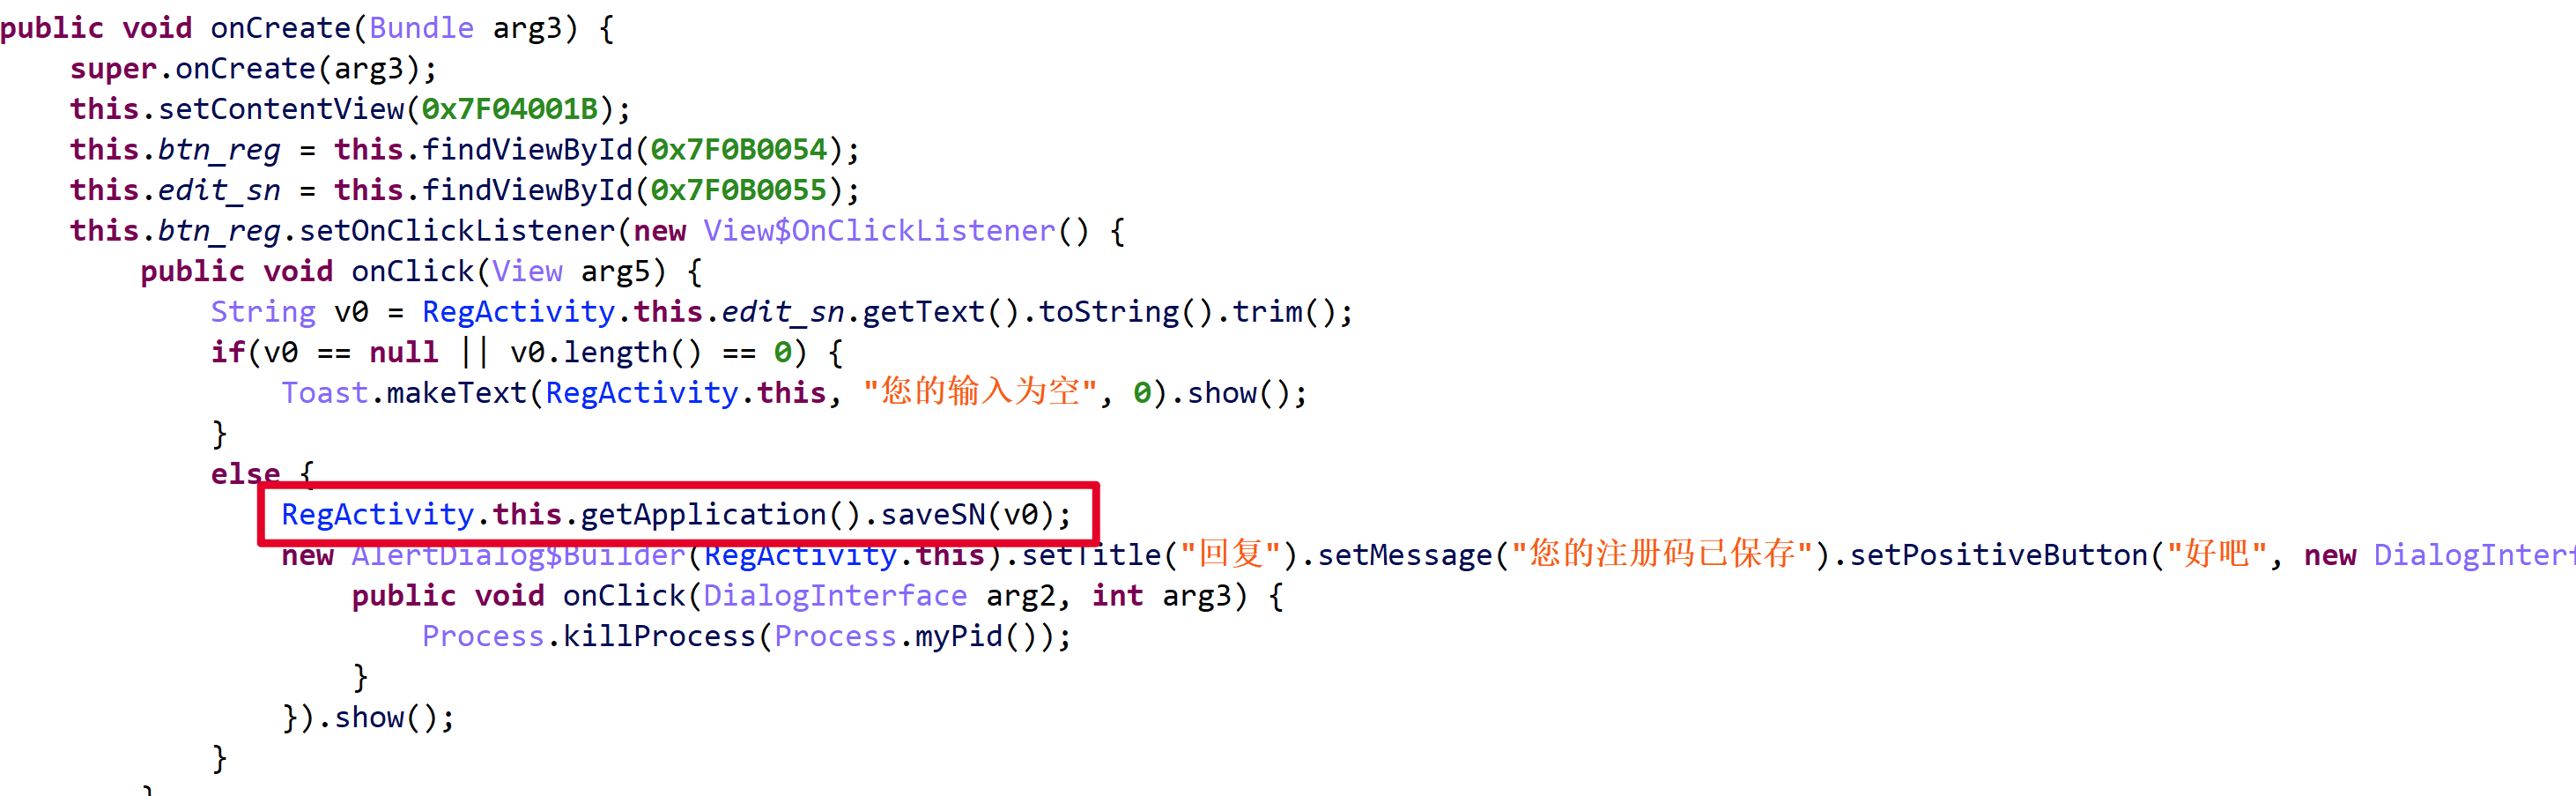 public void onCreate(Bundle arg3) {
super.onCreate(arg3);
this.setContentView(0x7F04001B);
this.btn_reg = this.findViewById(0x7F0B0054);
this.edit_sn = this.findViewById(0x7F0B0055);
this.btn_reg.setOnClickListener(new View$OnClickListener() {
public void onClick(View arg5) {
String v0 = RegActivity.this.edit_sn.getText().toString().trim();
if(v0 == null || v0.length() == 0) {
Toast.makeText(RegActivity.this, "您的输入为空", 0).show();
}
else {
RegActivity.this.getApplication().saveSN(v0);
new AlertDialog$Builder(RegActivity.this).setTitle("回复").setMessage("您的注册码已保存").setPositiveButton("好吧", new DialogInterf
public void onClick(DialogInterface arg2, int arg3) {
Process.killProcess(Process.myPid());
}
}).show();
}
}